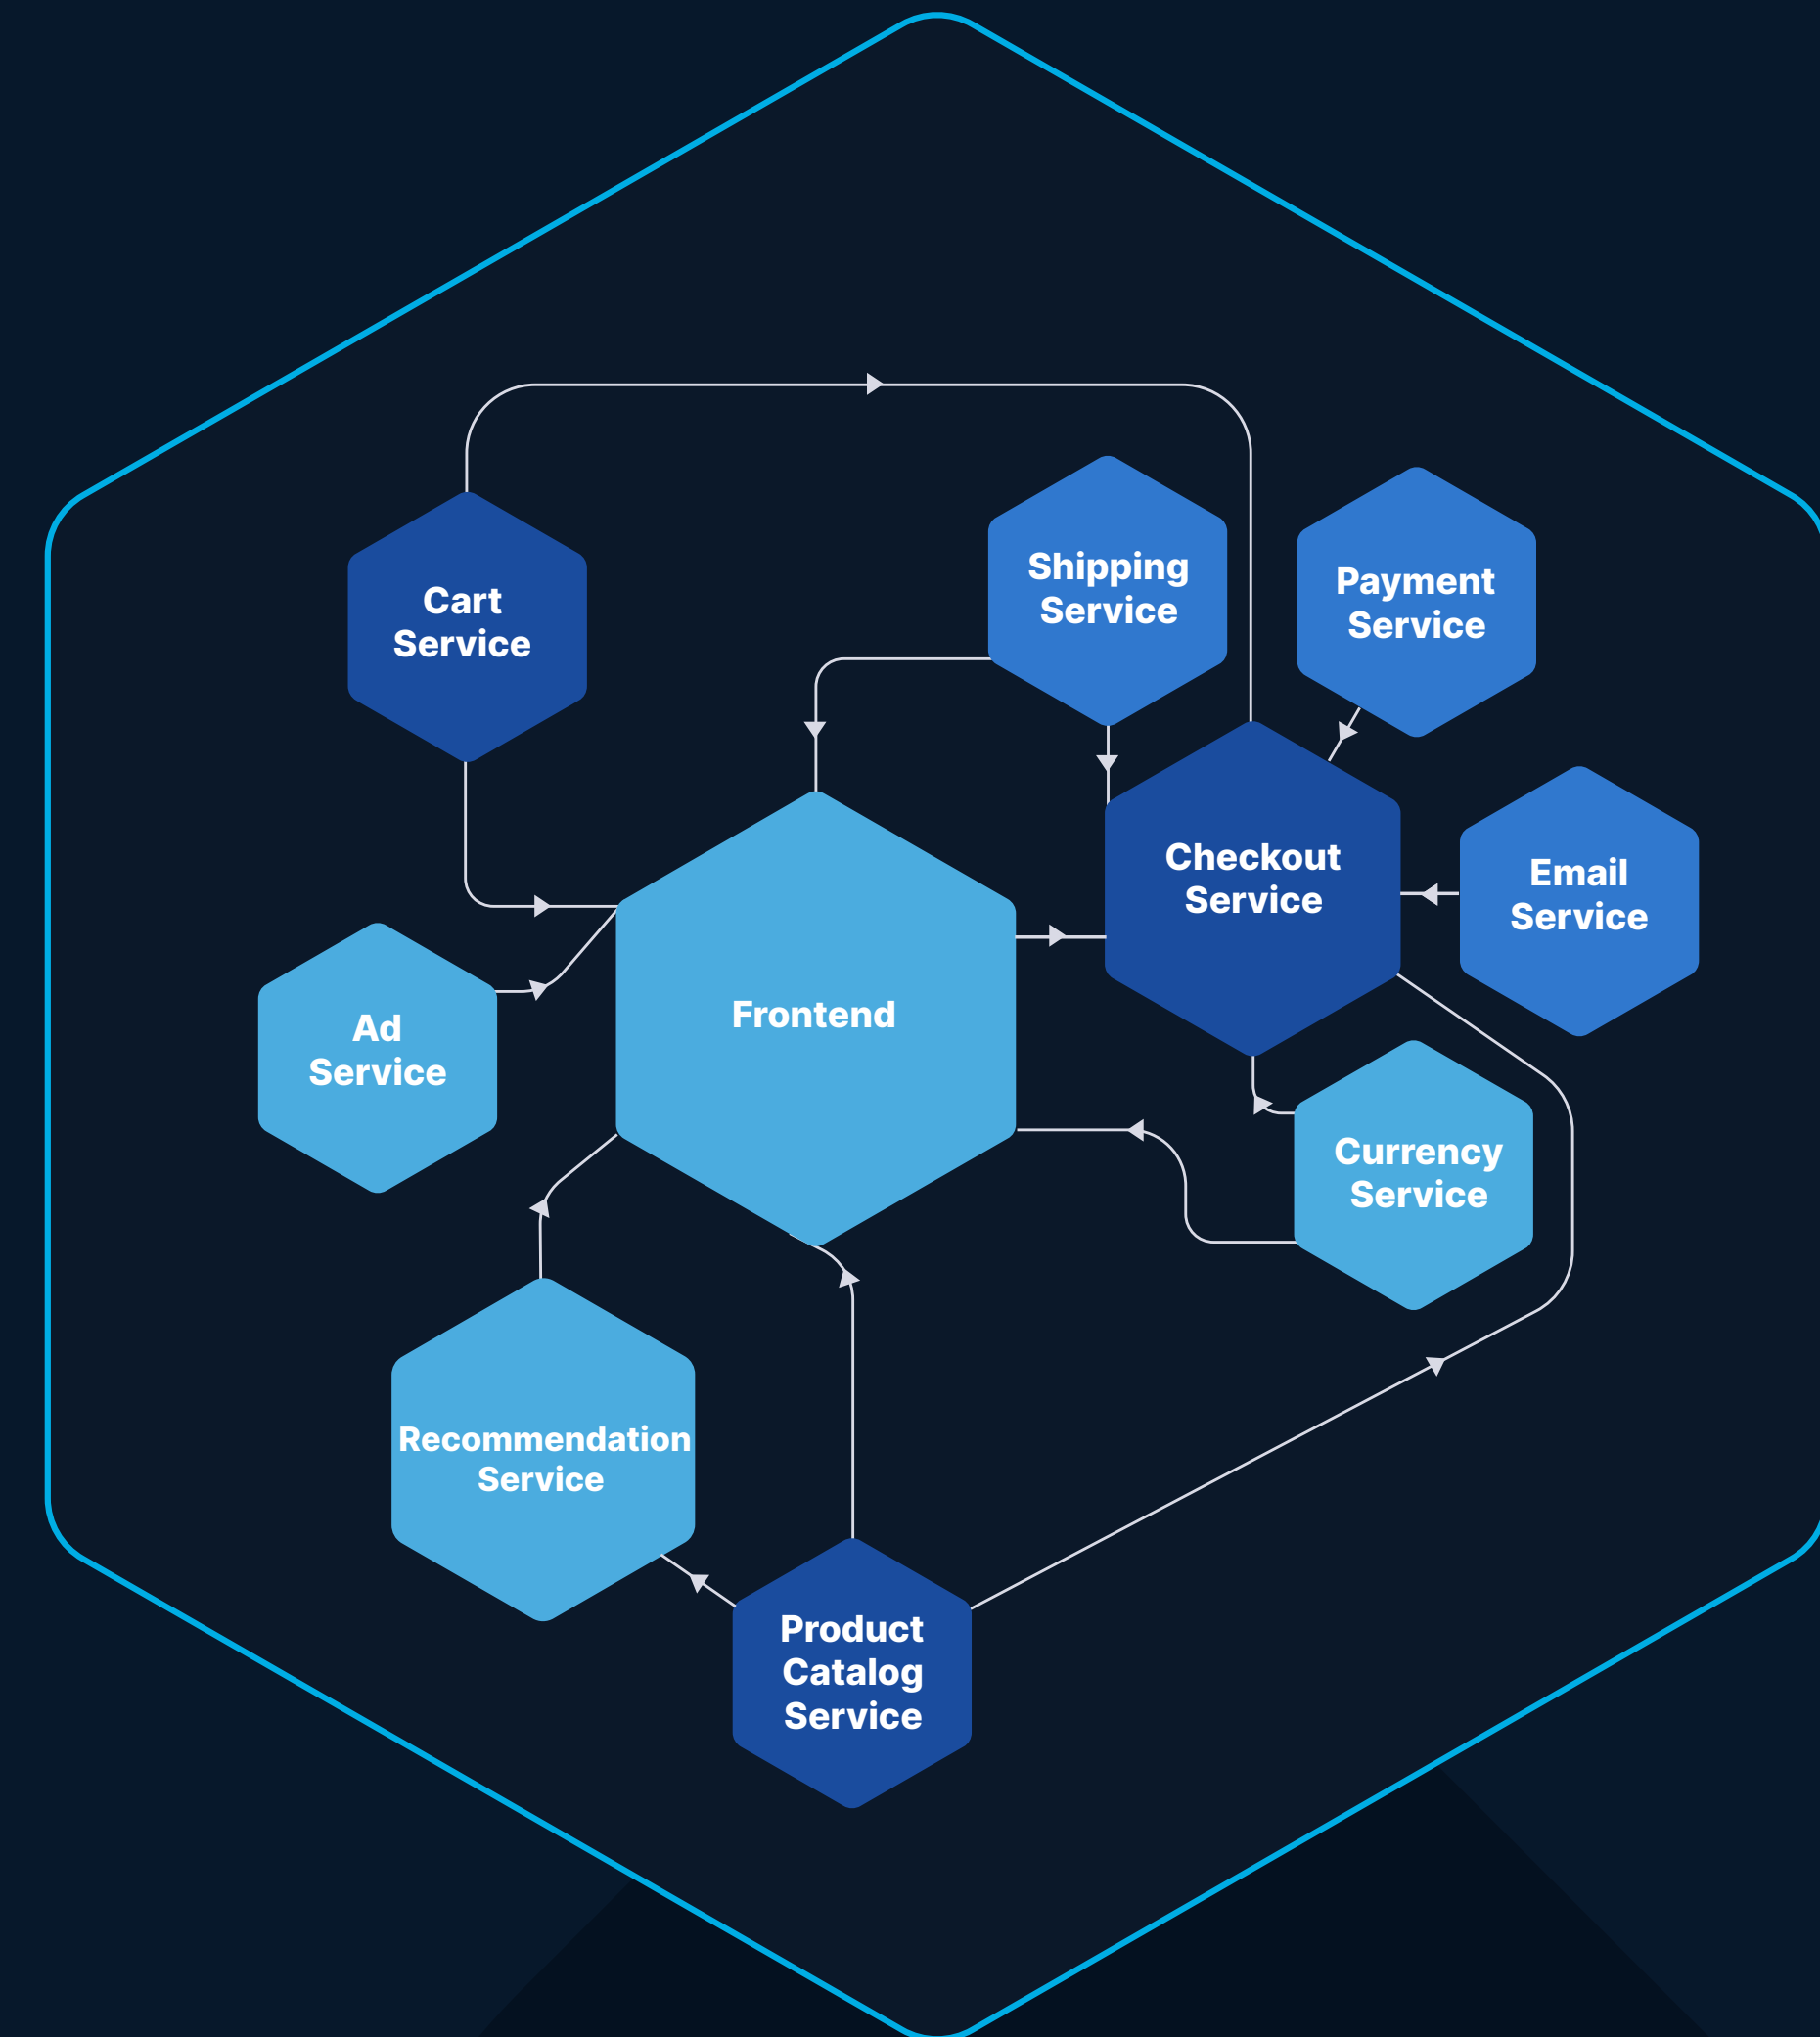 Cart
Service
Shipping
Service
Payment
Service
Checkout
Service
Email
Service
Frontend
Ad
Service
Currency
Service
Recommendation
Service
Product
Catalog
Service